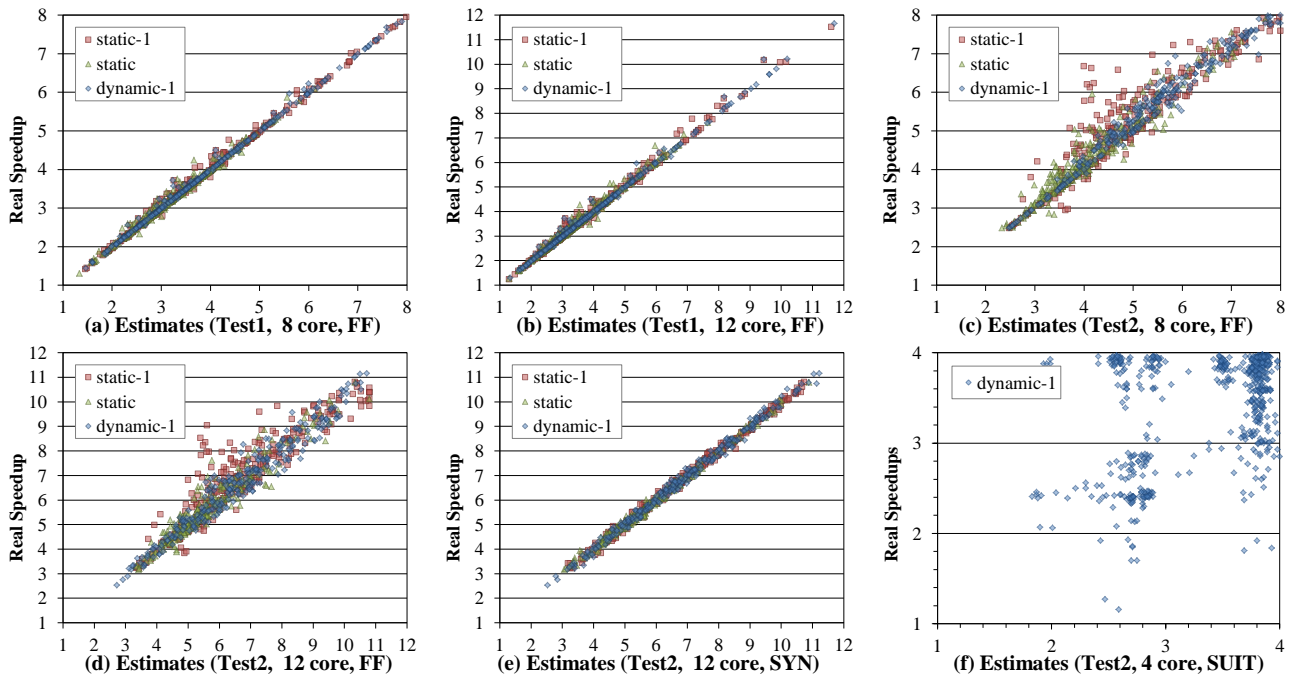 8
7
6
5
4
3
2
1
Real Speedup
static-1
static
dynamic-1
1 2 3 4 5 6 7 8
(a) Estimates (Test1, 8 core, FF)
12
11
10
9
8
7
6
5
4
3
2
1
Real Speedup
static-1
static
dynamic-1
1 2 3 4 5 6 7 8 9 10 11 12
(b) Estimates (Test1, 12 core, FF)
8
7
6
5
4
3
2
1
Real Speedup
static-1
static
dynamic-1
1 2 3 4 5 6 7 8
(c) Estimates (Test2, 8 core, FF)
12
11
10
9
8
7
6
5
4
3
2
1
Real Speedup
static-1
static
dynamic-1
1 2 3 4 5 6 7 8 9 10 11 12
(d) Estimates (Test2, 12 core, FF)
12
11
10
9
8
7
6
5
4
3
2
1
Real Speedup
static-1
static
dynamic-1
1 2 3 4 5 6 7 8 9 10 11 12
(e) Estimates (Test2, 12 core, SYN)
4
3
2
1
Real Speedups
dynamic-1
1 2 3 4
(f) Estimates (Test2, 4 core, SUIT)